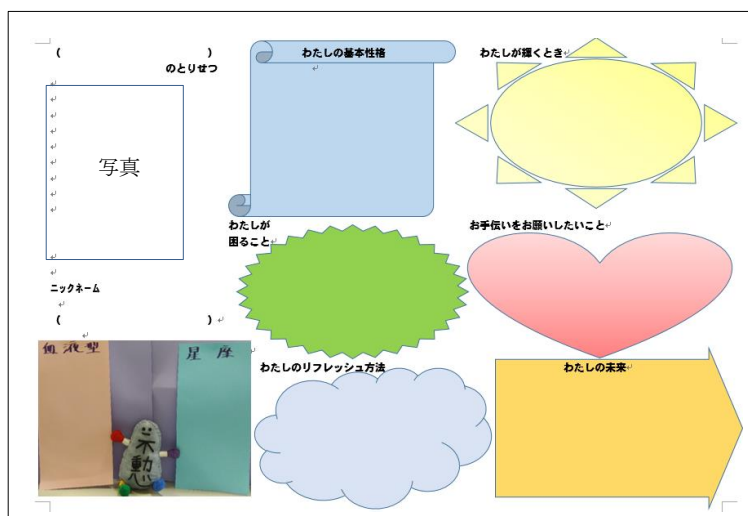 (　　　　　　　　　)
のとりせつ
写真
ニックネーム
(　　　　　　　　　)
血液型
星座
不動心
わたしの基本性格
わたしが輝くとき
わたしが
困ること
お手伝いをお願いしたいこと
わたしのリフレッシュ方法
わたしの未来